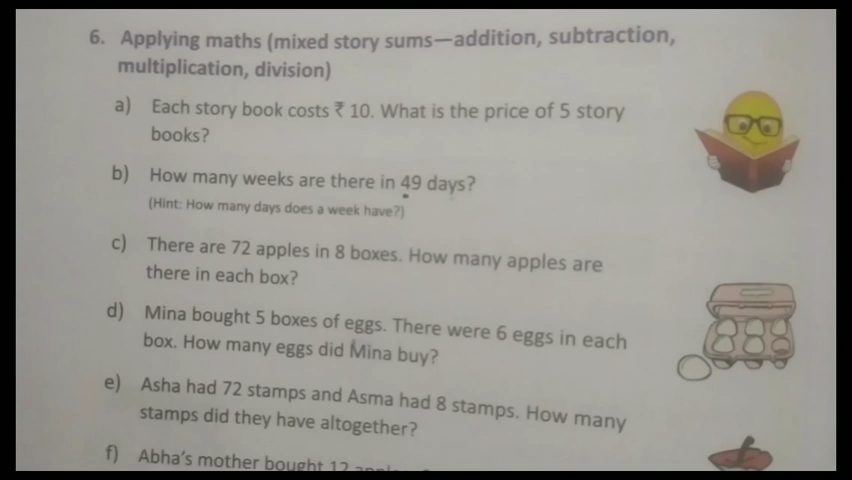 6. Applying maths (mixed story sums—addition, subtraction,
multiplication, division)
a) Each story book costs ₹ 10. What is the price of 5 story
books?
b) How many weeks are there in 49 days?
(Hint: How many days does a week have?)
c) There are 72 apples in 8 boxes. How many apples are
there in each box?
d) Mina bought 5 boxes of eggs. There were 6 eggs in each
box. How many eggs did Mina buy?
e) Asha had 72 stamps and Asma had 8 stamps. How many
stamps did they have altogether?
f) Abha's mother bought 12